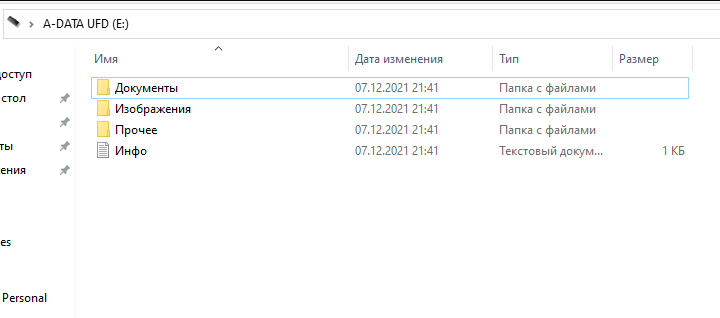 A-DATA UFD (E:)
Имя Дата изменения Тип Размер
Документы 07.12.2021 21:41 Папка с файлами
Изображения 07.12.2021 21:41 Папка с файлами
Прочее 07.12.2021 21:41 Папка с файлами
Инфо 07.12.2021 21:41 Текстовый докум... 1 КБ
оступ
стол
ты
ения
es
Personal